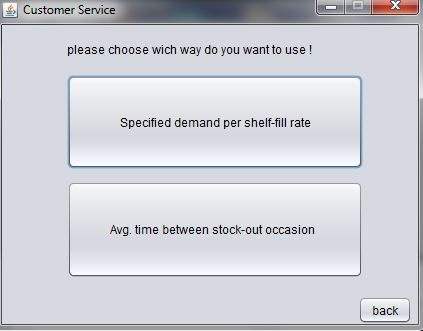 Customer Service
please choose wich way do you want to use !
Specified demand per shelf-fill rate
Avg. time between stock-out occasion
back